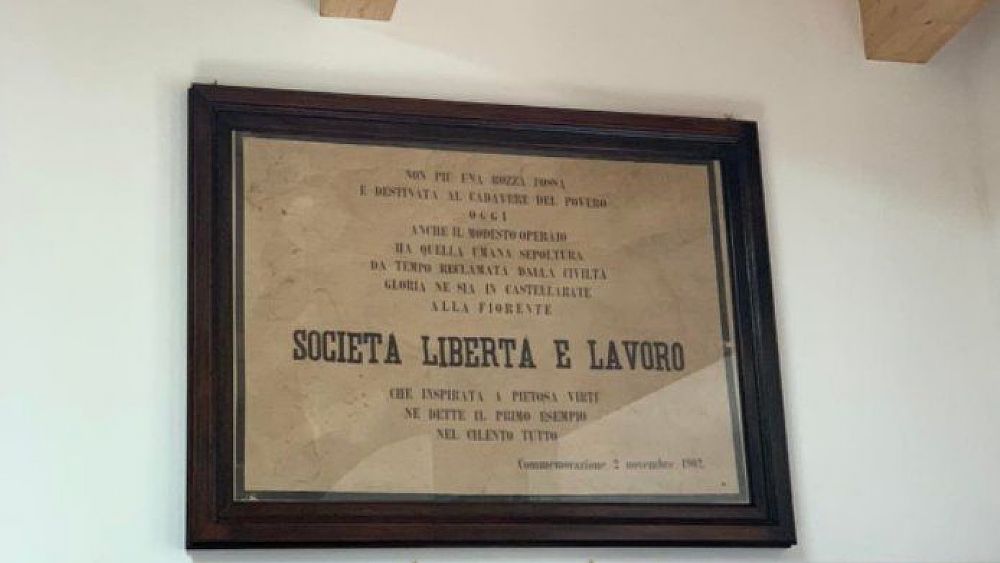 NON PIU UNA ROZZA FOSSA
E DESTINATA AL CADAVERE DEL POVERO
OGGI
ANCHE IL MODESTO OPERAIO
HA QUELLA UMANA SEPOLTURA
DA TEMPO RECLAMATA DALLA CIVILTA
GLORIA NE SIA IN CASTELLABATE
ALLA FIORENTE
SOCIETA LIBERTA E LAVORO
CHE INSPIRATA A PIETOSA VIRTU
NE DETTE IL PRIMO ESEMPIO
NEL CILENTO TUTTO
Commemorazione 2 novembre 1902.